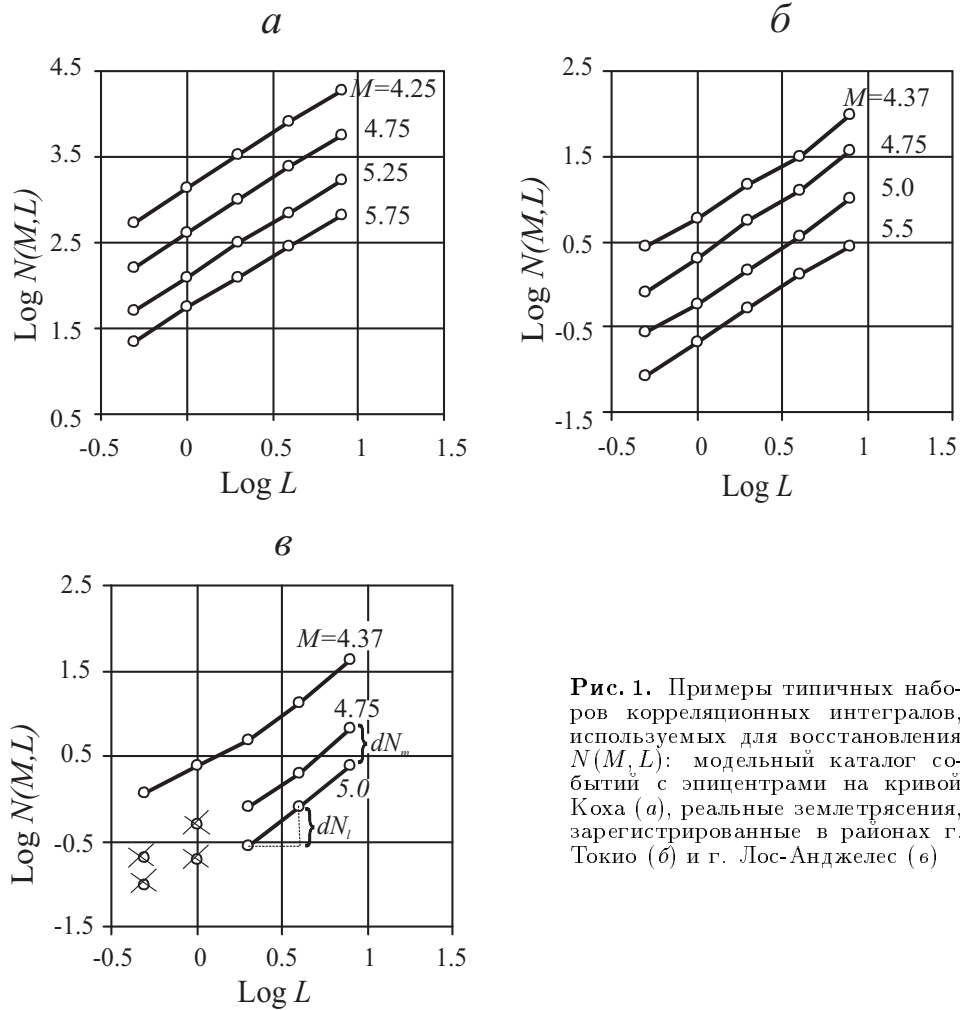 а
4.5
3.5
2.5
1.5
0.5
Log N(M,L)
M=4.25
4.75
5.25
5.75
-0.5 0 0.5 1 1.5
Log L
б
2.5
1.5
0.5
-0.5
-1.5
Log N(M,L)
M=4.37
4.75
5.0
5.5
-0.5 0 0.5 1 1.5
Log L
в
2.5
1.5
0.5
-0.5
-1.5
Log N(M,L)
M=4.37
4.75
dNm
5.0
dNl
-0.5 0 0.5 1 1.5
Log L
Рис. 1. Примеры типичных набо-
ров корреляционных интегралов,
используемых для восстановления
N(M, L): модельный каталог со-
бытий с эпицентрами на кривой
Коха (а), реальные землетрясения,
зарегистрированные в районах г.
Токио (б) и г. Лос-Анджелес (в)